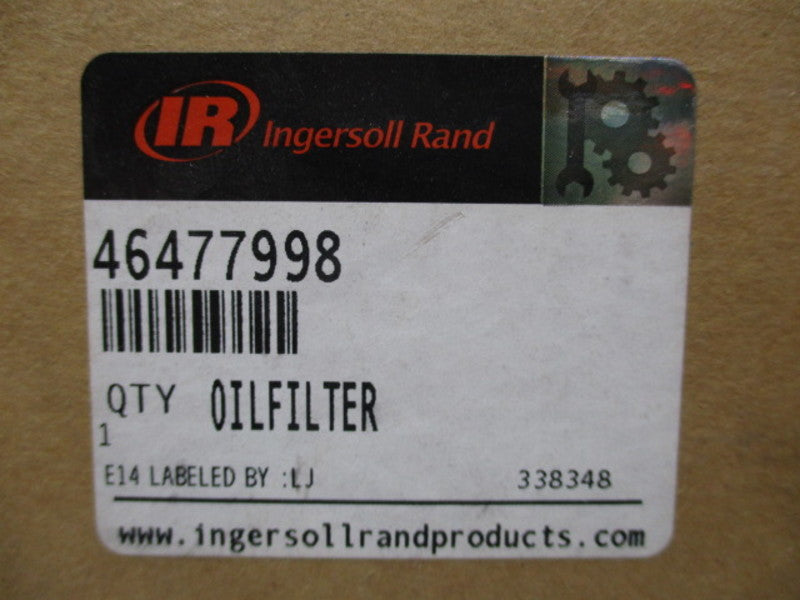 IR Ingersoll Rand
46477998
QTY OILFILTER
1
E14 LABELED BY :LJ 338348
www.ingersollrandproducts.com